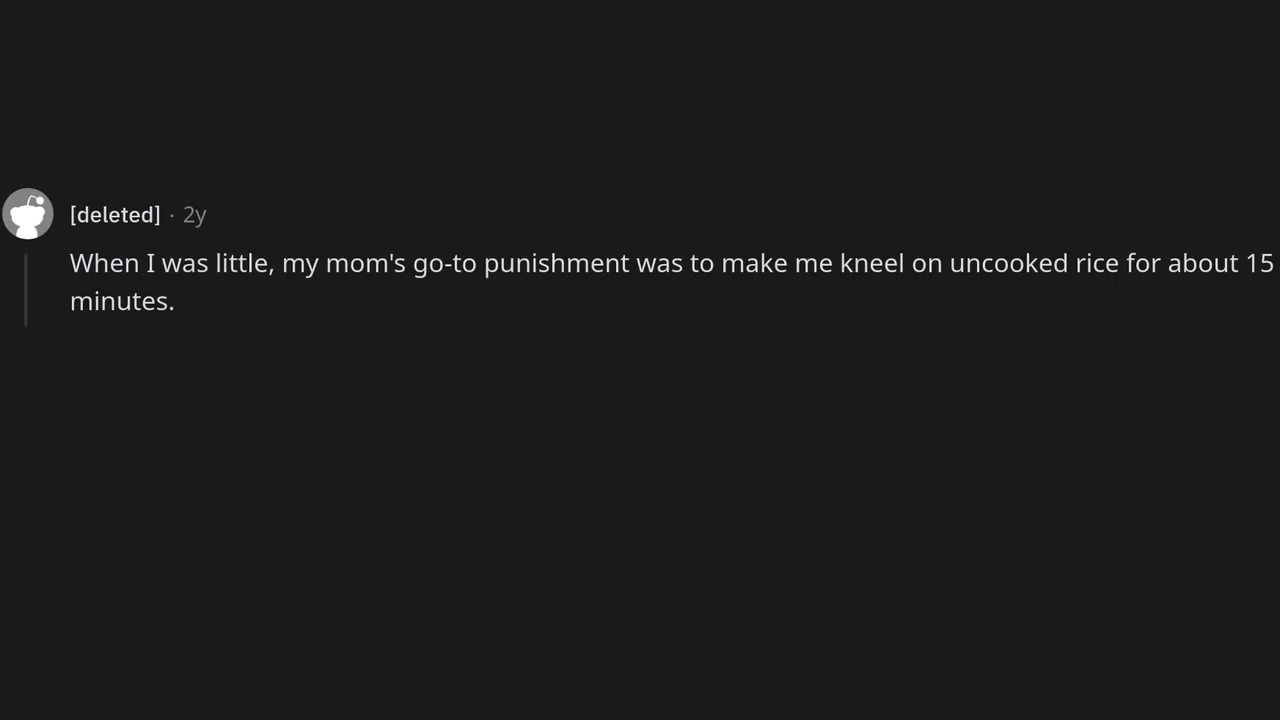 [deleted] · 2y
When I was little, my mom's go-to punishment was to make me kneel on uncooked rice for about 15
minutes.